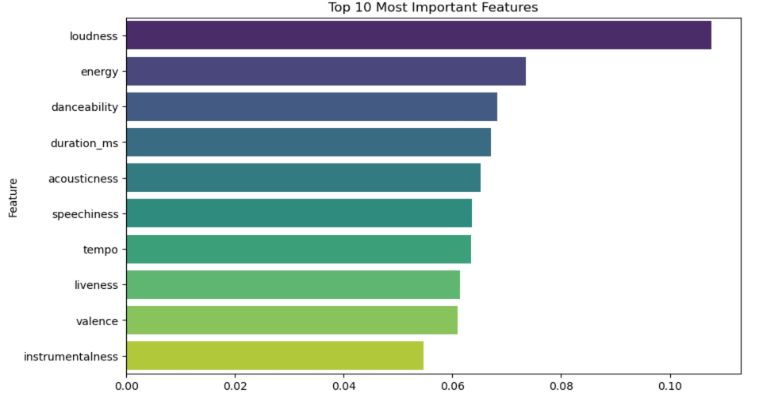 Top 10 Most Important Features
Feature
loudness
energy
danceability
duration_ms
acousticness
speechiness
tempo
liveness
valence
instrumentalness
0.00 0.02 0.04 0.06 0.08 0.10